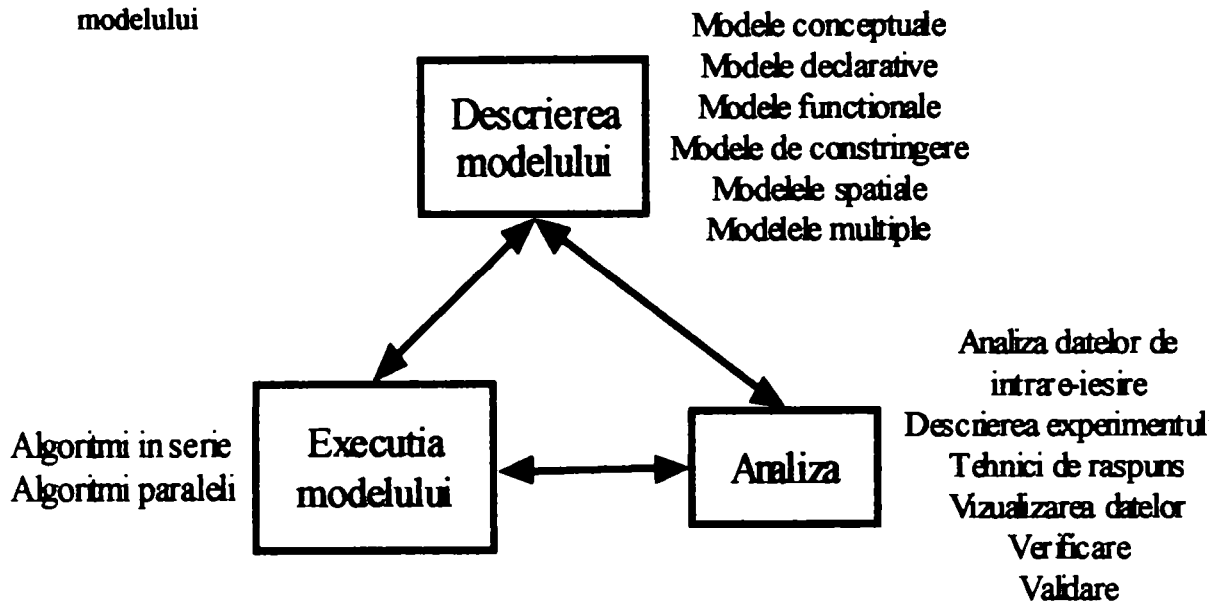 modelului
Modele conceptuale
Modele declarative
Modele functionale
Modele de constringere
Modelele spatiale
Modelele multiple
Descrierea
modelului
Analiza datelor de
intrare-iesire
Descrierea experimentul
Tehnici de raspuns
Vizualizarea datelor
Verificare
Validare
Algoritmi in serie
Algoritmi paraleli
Executia
modelului
Analiza